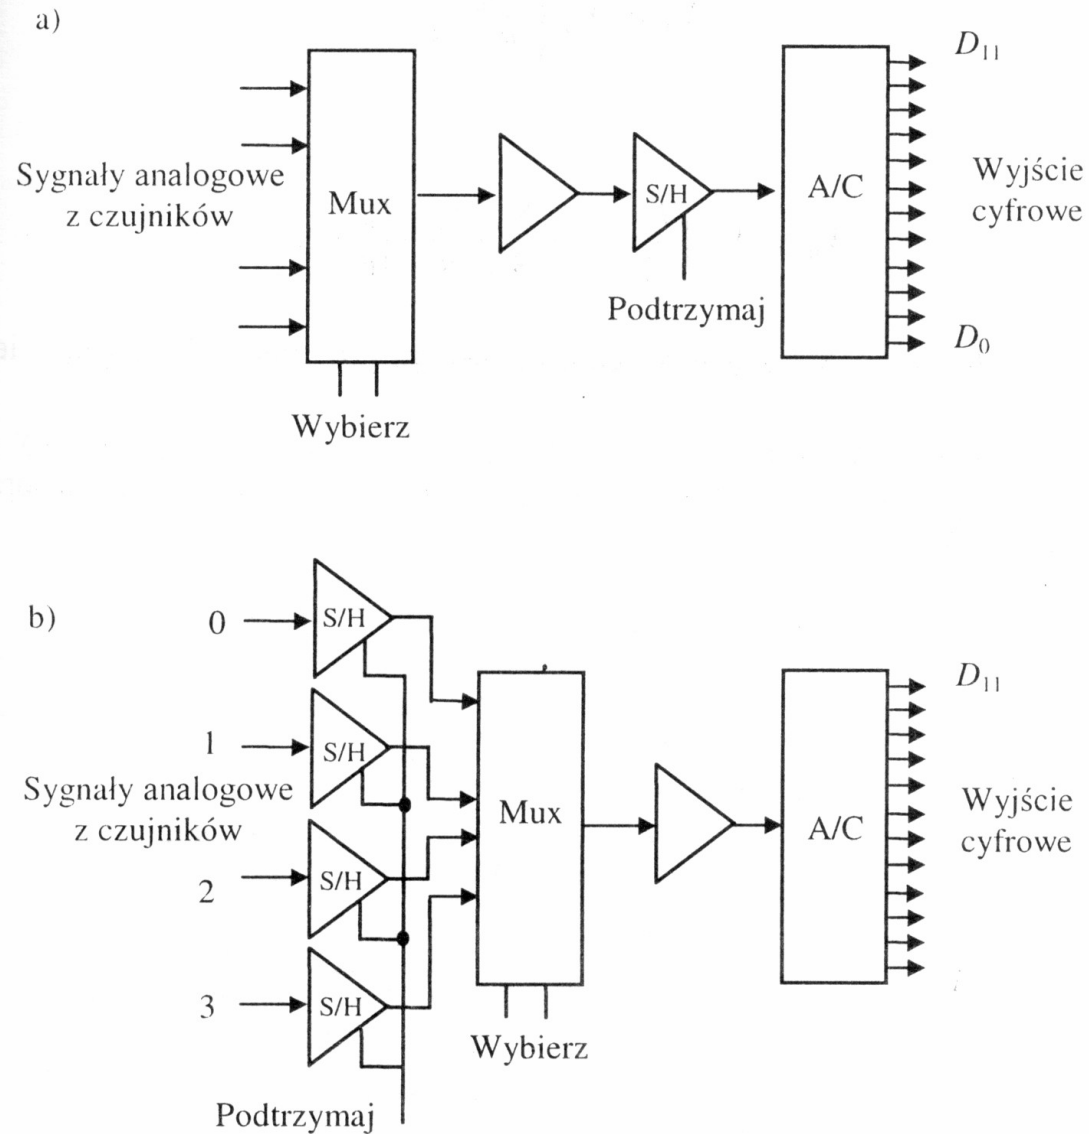 a)
D11
Sygnały analogowe
z czujników
Mux
S/H
A/C
Wyjście
cyfrowe
Podtrzymaj
D0
Wybierz
b)
0
S/H
D11
1
S/H
Sygnały analogowe
z czujników
Mux
A/C
Wyjście
cyfrowe
2
S/H
3
S/H
Wybierz
Podtrzymaj